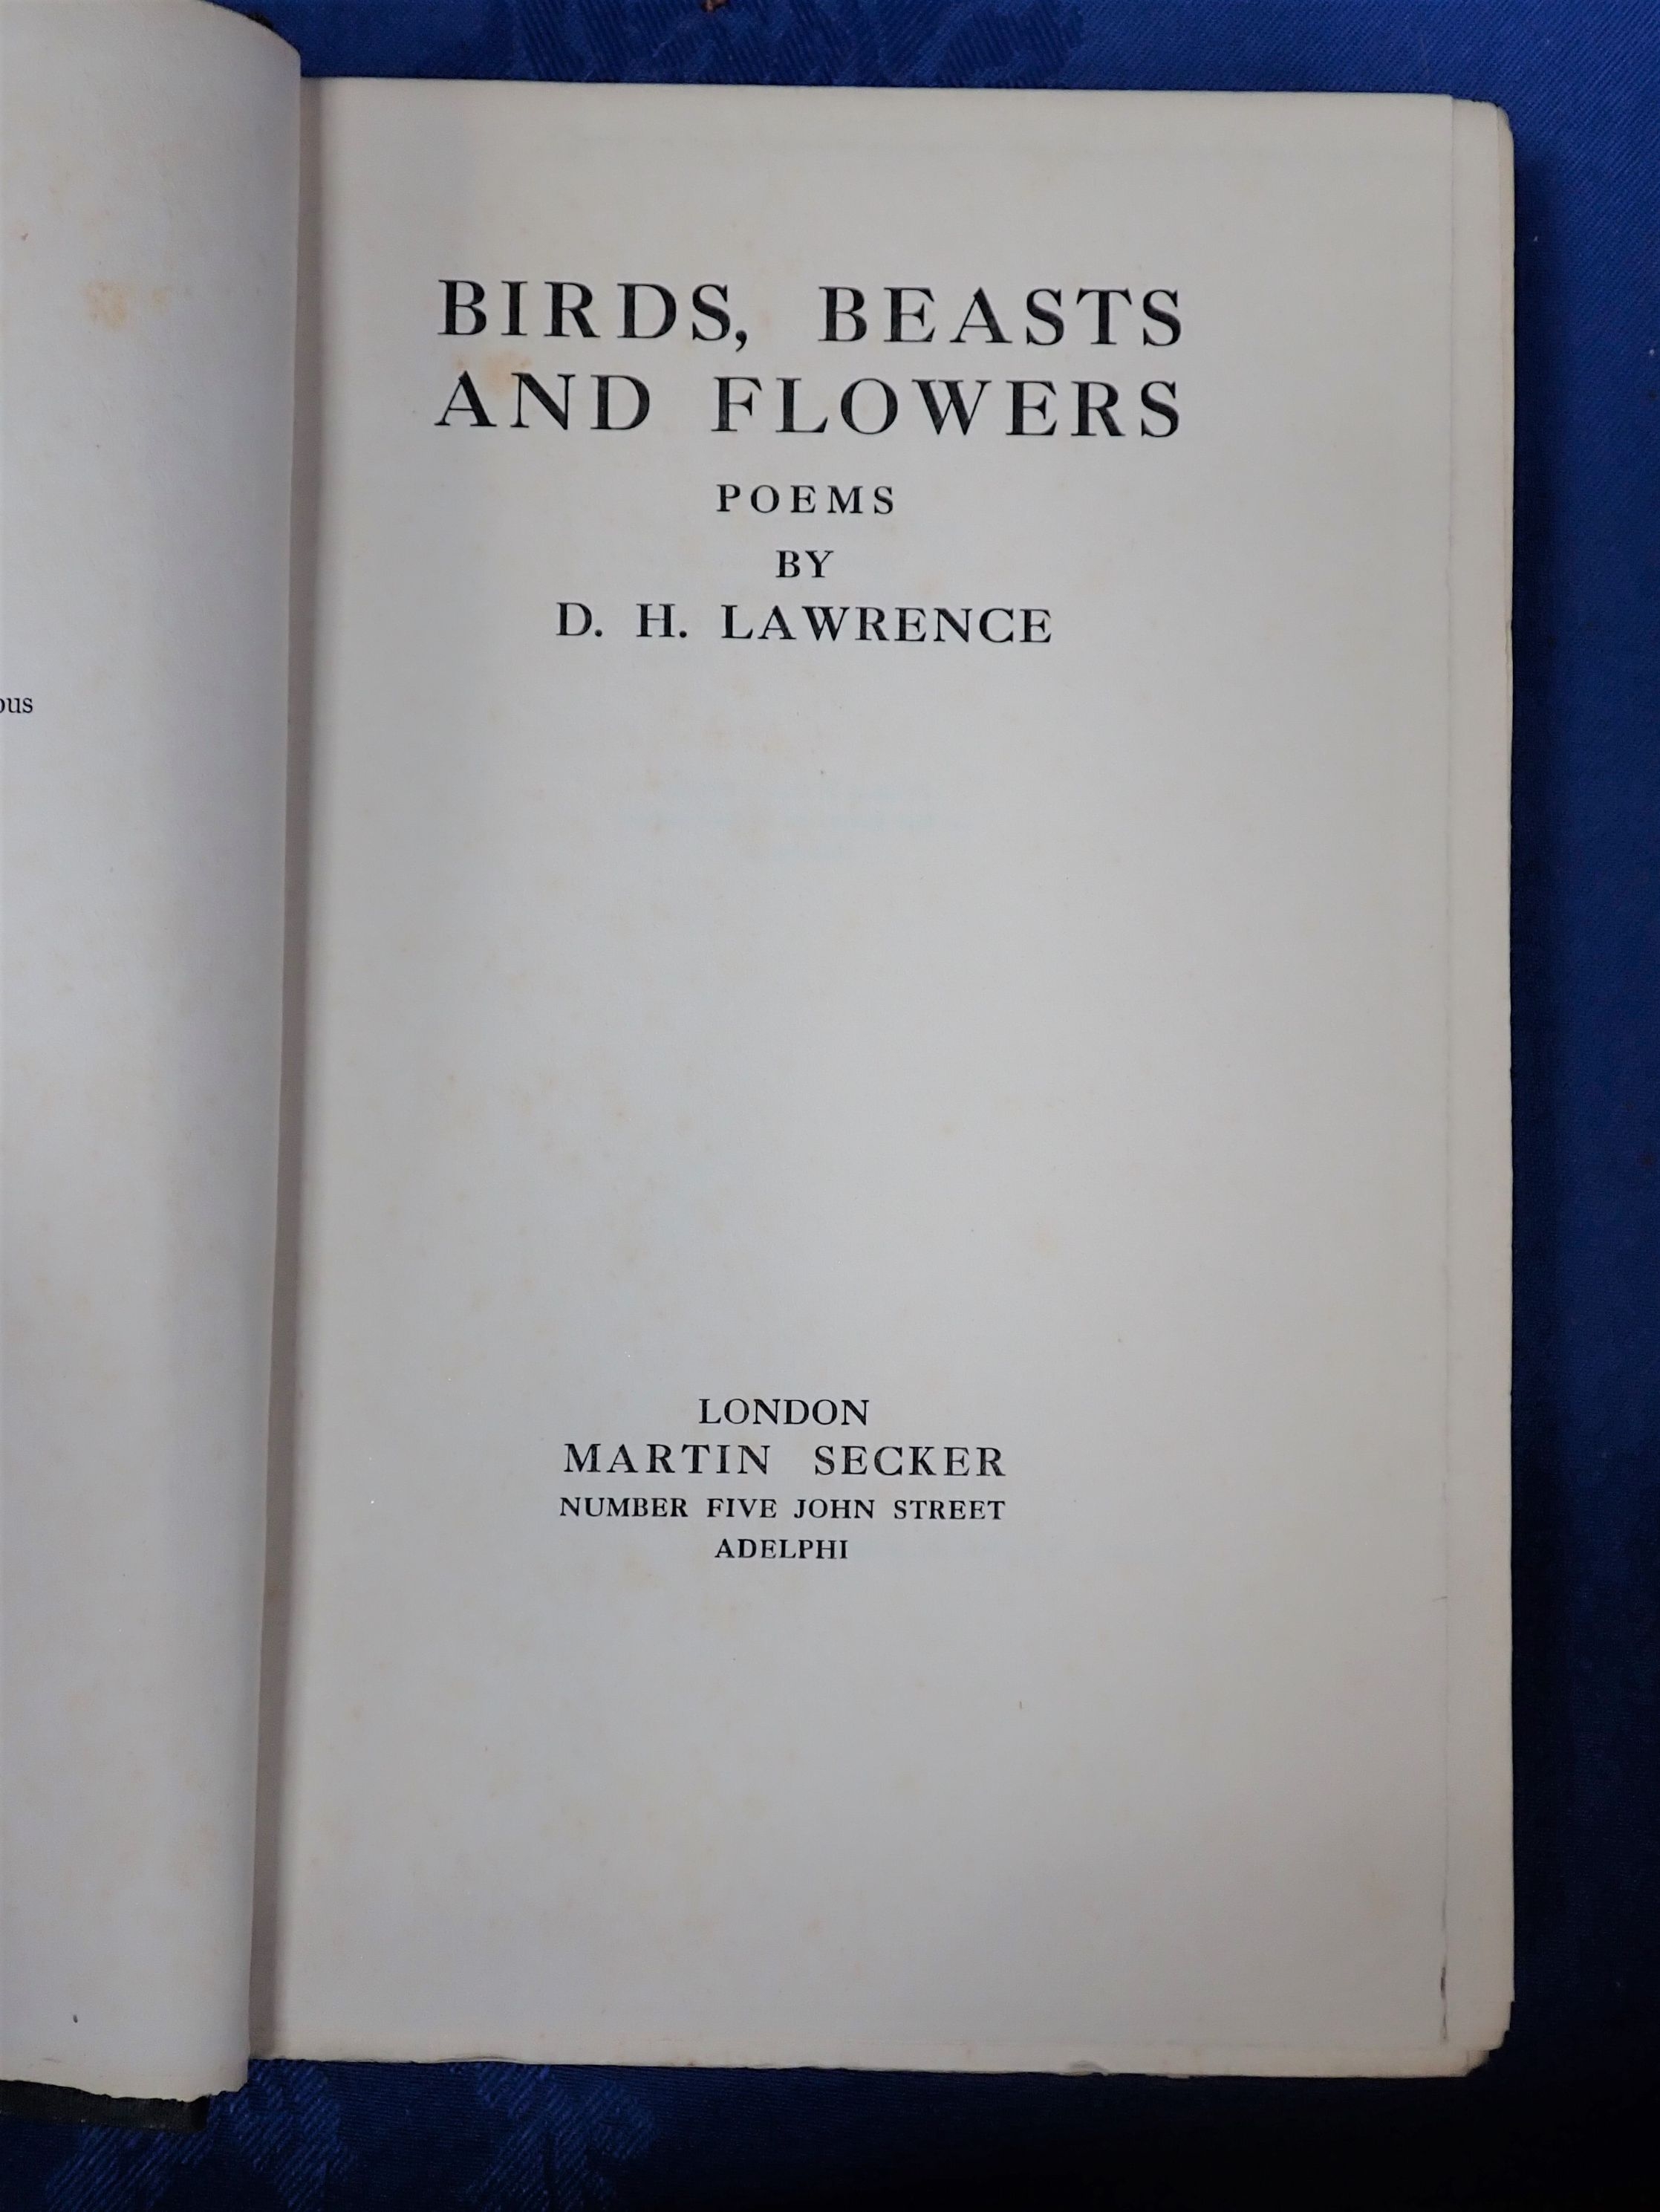 BIRDS, BEASTS
AND FLOWERS
POEMS
BY
D. H. LAWRENCE
LONDON
MARTIN SECKER
NUMBER FIVE JOHN STREET
ADELPHI